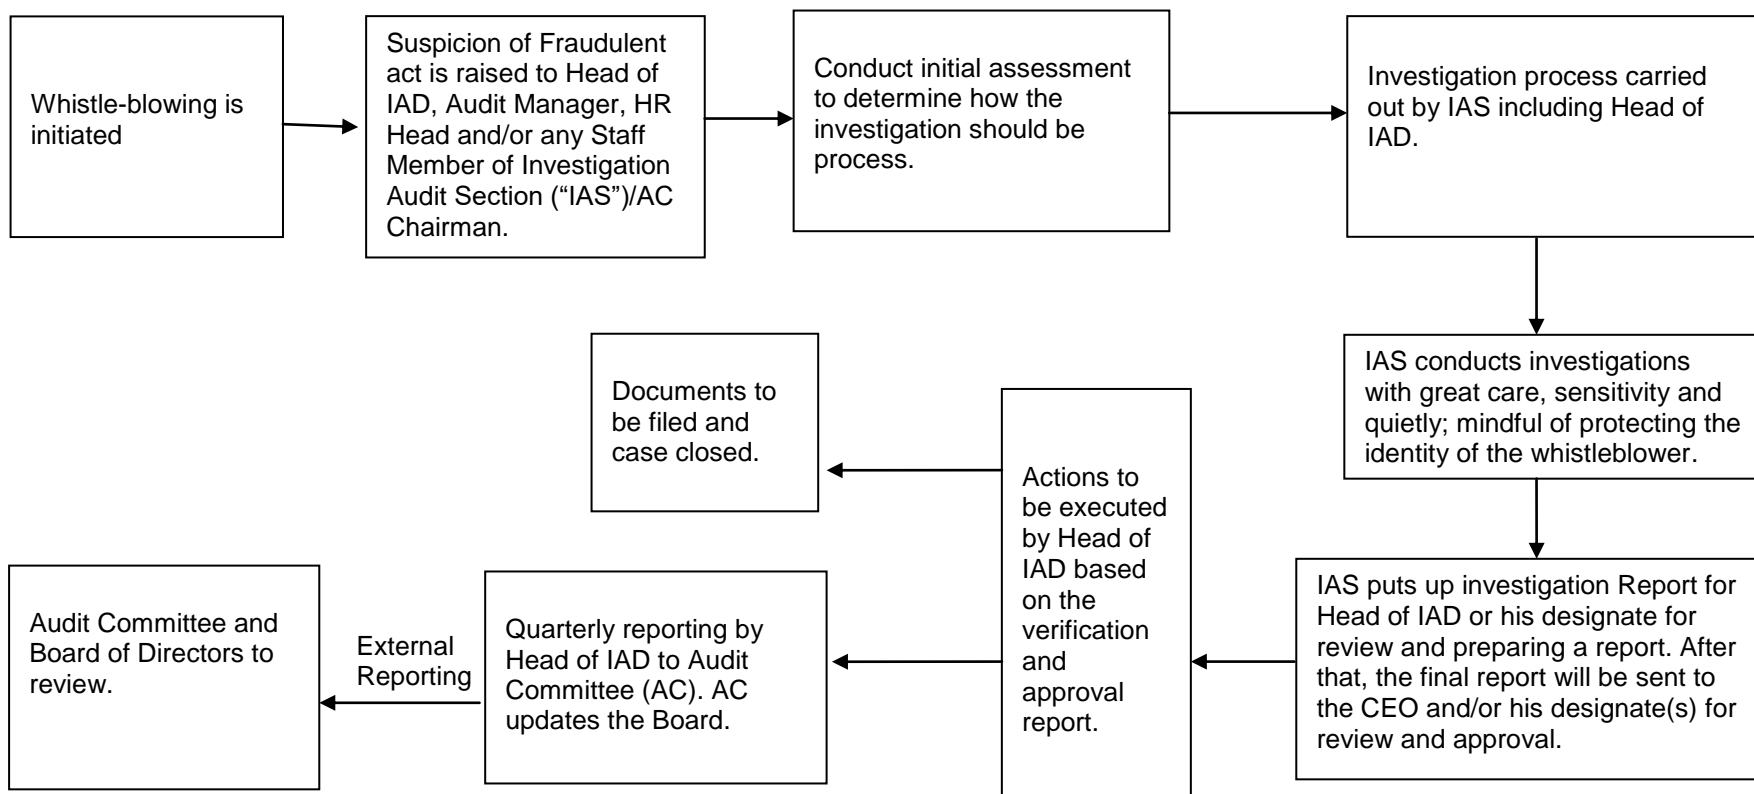 Whistle-blowing is
initiated
Suspicion of Fraudulent
act is raised to Head of
IAD, Audit Manager, HR
Head and/or any Staff
Member of Investigation
Audit Section (“IAS”)/AC
Chairman.
Conduct initial assessment
to determine how the
investigation should be
process.
Investigation process carried
out by IAS including Head of
IAD.
IAS conducts investigations
with great care, sensitivity and
quietly; mindful of protecting the
identity of the whistleblower.
IAS puts up investigation Report for
Head of IAD or his designate for
review and preparing a report. After
that, the final report will be sent to
the CEO and/or his designate(s) for
review and approval.
Actions to
be executed
by Head of
IAD based
on the
verification
and
approval
report.
Documents to
be filed and
case closed.
Quarterly reporting by
Head of IAD to Audit
Committee (AC). AC
updates the Board.
External
Reporting
Audit Committee and
Board of Directors to
review.